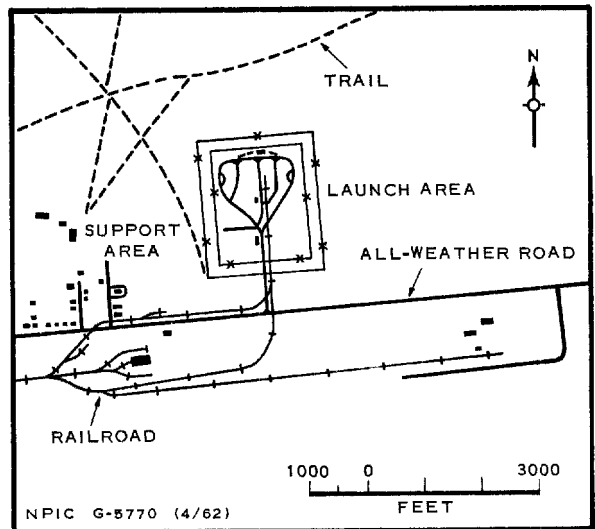 N
TRAIL
LAUNCH AREA
SUPPORT
AREA
ALL-WEATHER ROAD
RAILROAD
1000 0 3000
FEET
NPIC G-5770 (4/62)